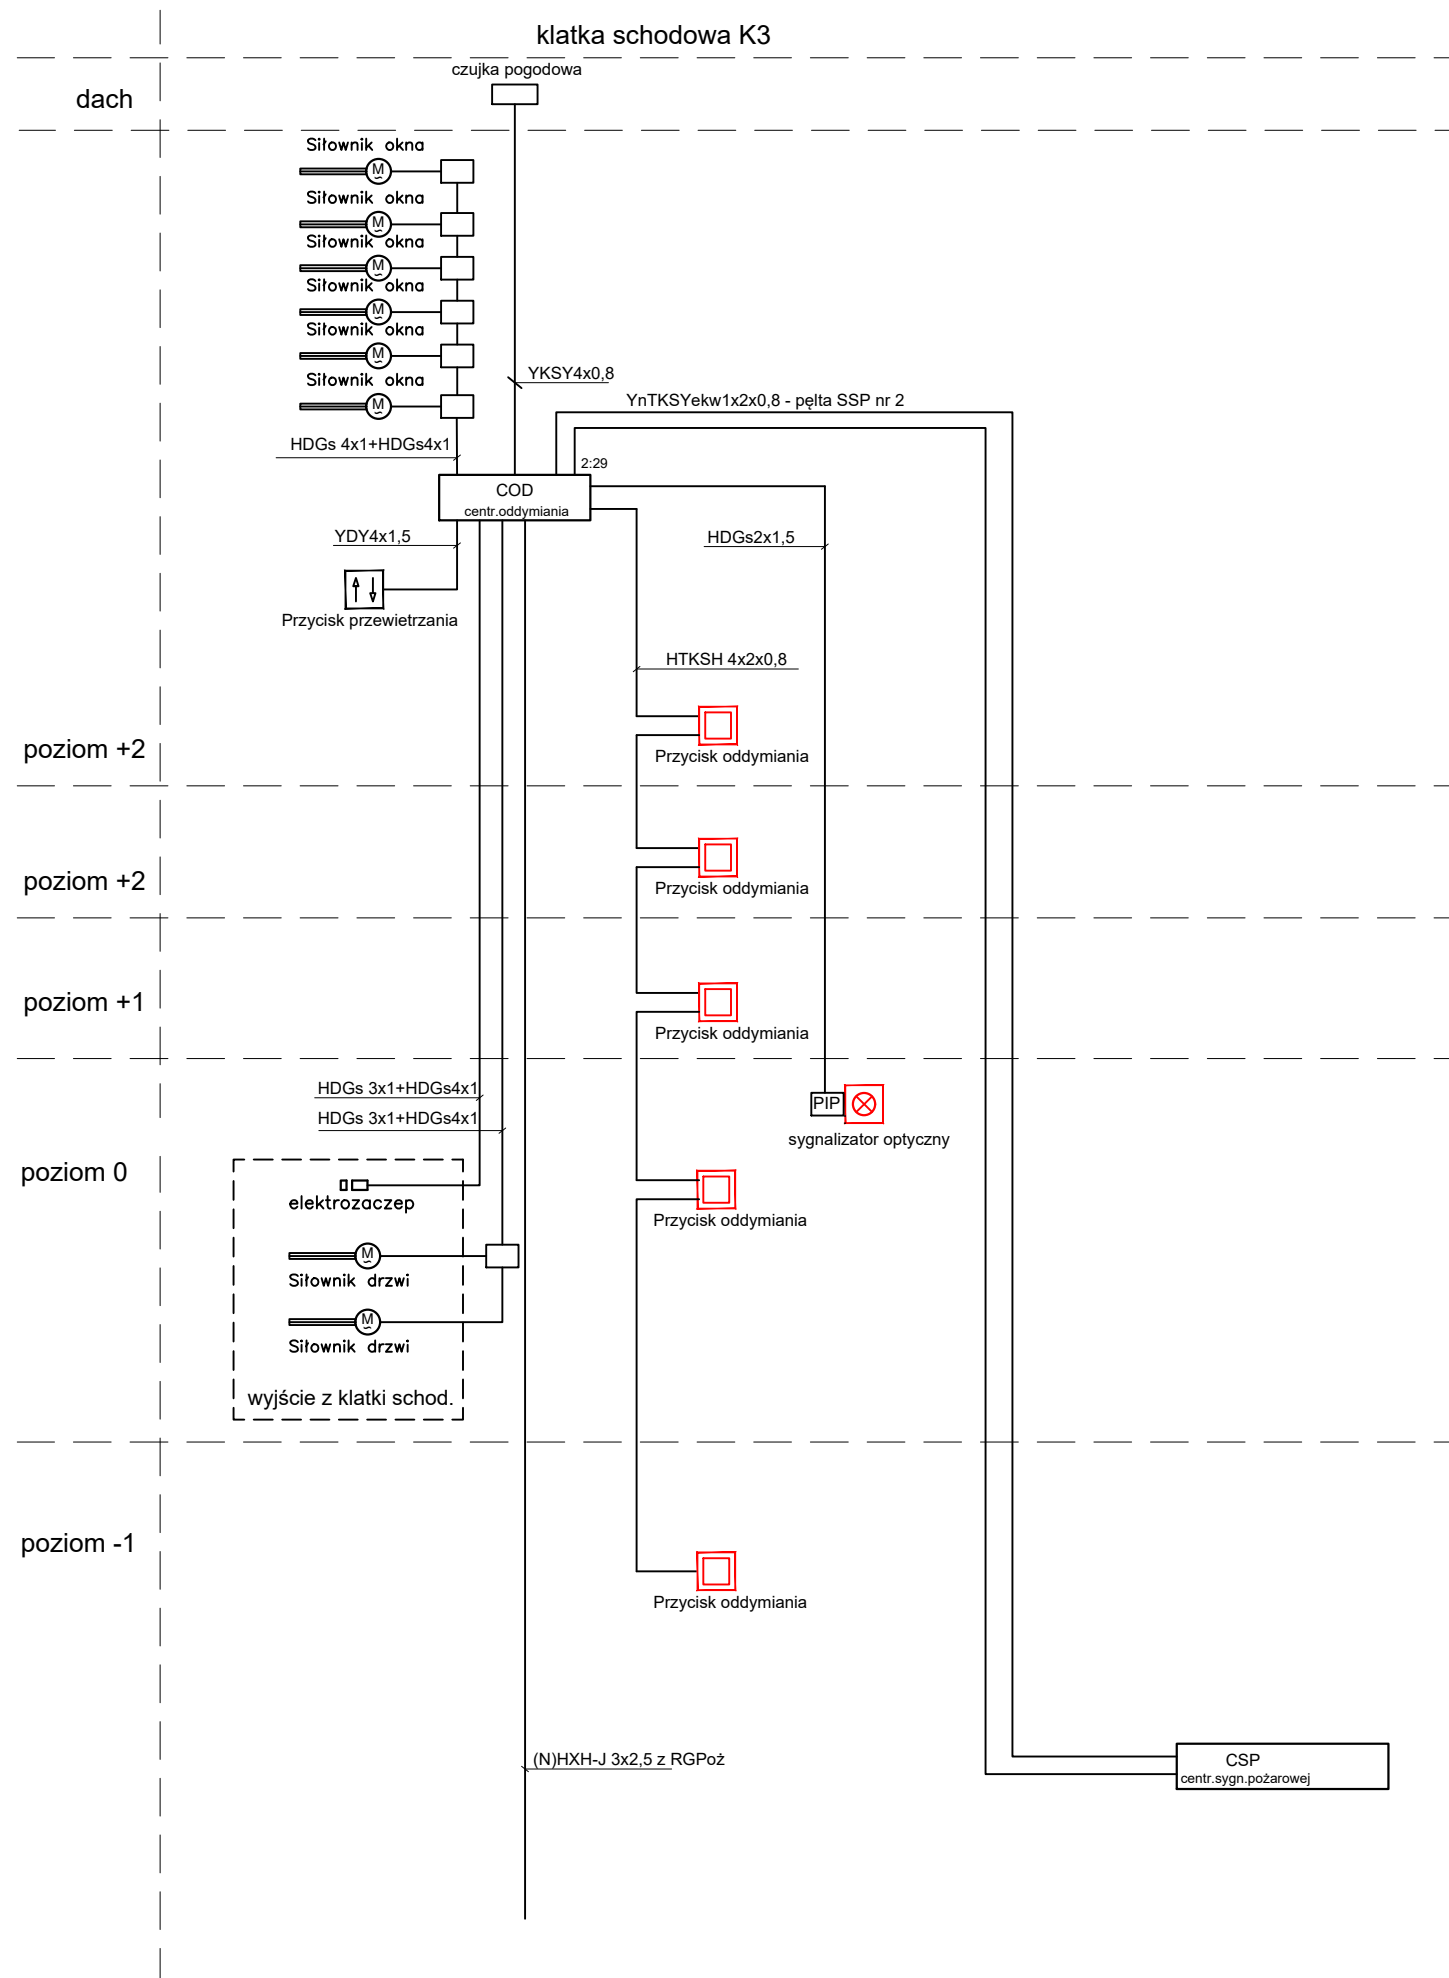 klatka schodowa K3
czujka pogodowa
dach
Siłownik okna
M
Siłownik okna
M
Siłownik okna
M
Siłownik okna
M
Siłownik okna
M
Siłownik okna
M
YKSY4x0,8
YnTKSYekw1x2x0,8 - pęlta SSP nr 2
HDGs 4x1+HDGs4x1
2:29
COD
centr.oddymiania
YDY4x1,5
HDGs2x1,5
Przycisk przewietrzania
HTKSH 4x2x0,8
poziom +2
Przycisk oddymiania
poziom +2
Przycisk oddymiania
poziom +1
Przycisk oddymiania
HDGs 3x1+HDGs4x1
HDGs 3x1+HDGs4x1
PIP
sygnalizator optyczny
poziom 0
elektrozaczep
Przycisk oddymiania
M
Siłownik drzwi
M
Siłownik drzwi
wyjście z klatki schod.
poziom -1
Przycisk oddymiania
(N)HXH-J 3x2,5 z RGPoż
CSP
centr.sygn.pożarowej